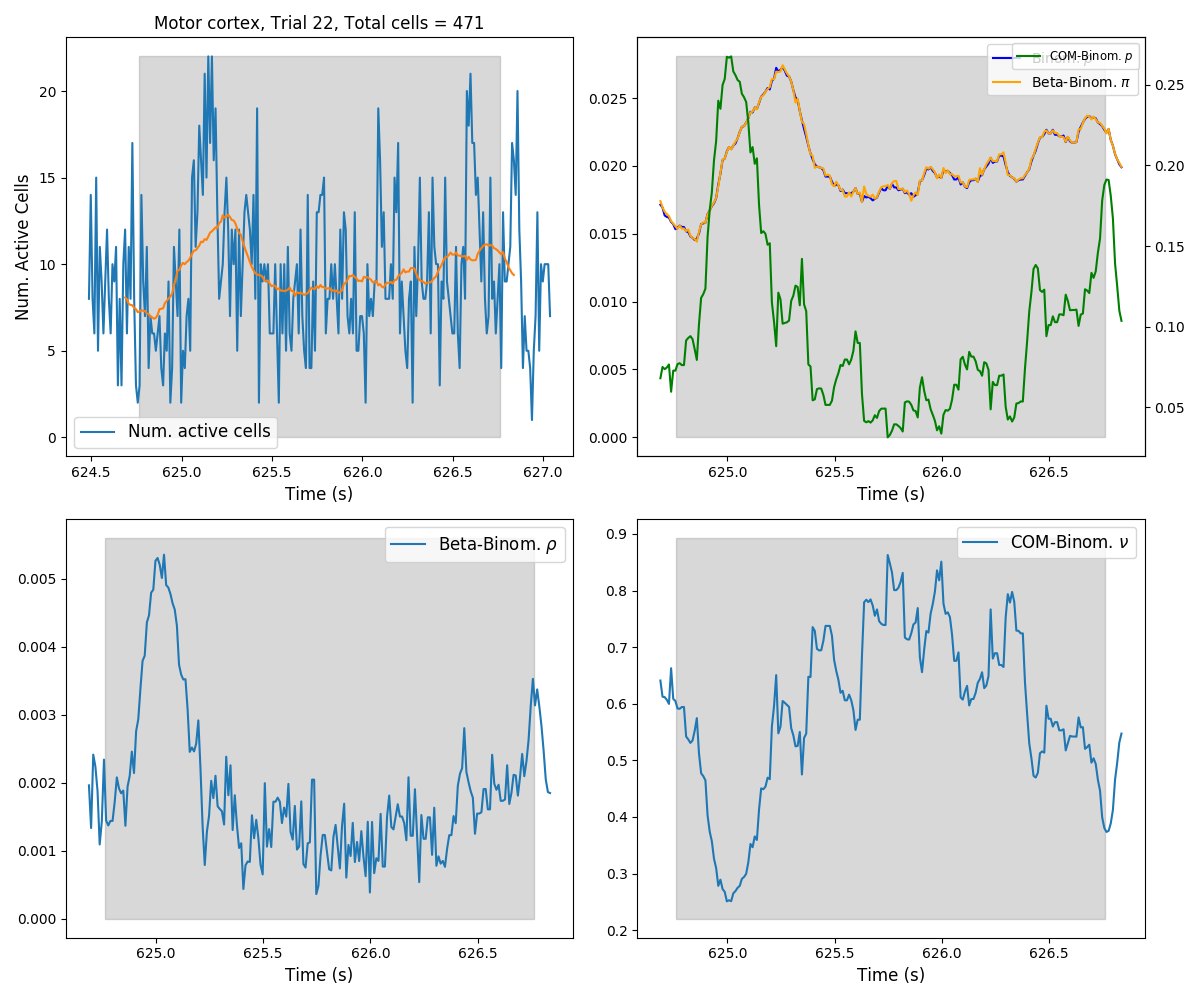 Motor cortex, Trial 22, Total cells = 471
Num. Active Cells
20
15
10
5
0
Num. active cells
624.5 625.0 625.5 626.0 626.5 627.0
Time (s)
COM-Binom. p
Binom.
Beta-Binom. π
0.025
0.020
0.015
0.010
0.005
0.000
0.25
0.20
0.15
0.10
0.05
625.0 625.5 626.0 626.5
Time (s)
Beta-Binom. ρ
0.005
0.004
0.003
0.002
0.001
0.000
625.0 625.5 626.0 626.5
Time (s)
COM-Binom. ν
0.9
0.8
0.7
0.6
0.5
0.4
0.3
0.2
625.0 625.5 626.0 626.5
Time (s)